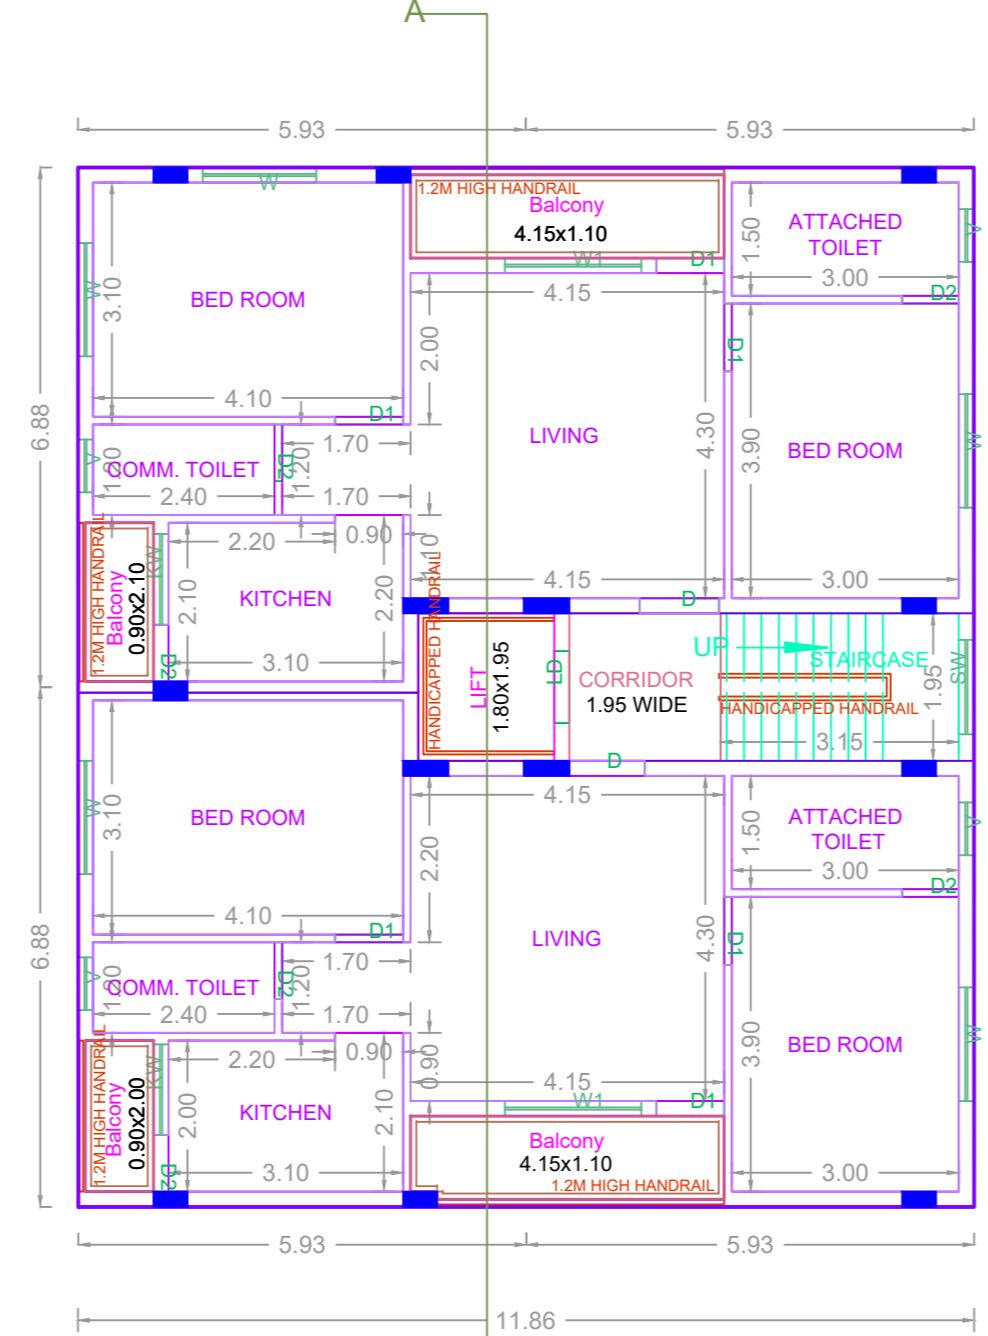 A
5.93
5.93
1.2M HIGH HANDRAIL
Balcony
4.15x1.10
W
W1
D1
ATTACHED
TOILET
1.50
3.00
D2
V
6.88
W
3.10
BED ROOM
4.10
D1
4.15
2.00
LIVING
4.30
D1
3.90
BED ROOM
W
V
1.20
COMM. TOILET
2.40
D2
1.20
1.70
1.70
0.90
1.10
4.15
3.00
1.2M HIGH HANDRAIL
Balcony
0.90x2.10
KW
D2
2.20
2.10
KITCHEN
2.20
3.10
D
HANDICAPPED HANDRAIL
LIFT
1.80x1.95
LD
CORRIDOR
1.95 WIDE
UP
STAIRCASE
HANDICAPPED HANDRAIL
3.15
1.95
SW
D
6.88
W
3.10
BED ROOM
4.10
D1
4.15
2.20
LIVING
4.30
ATTACHED
TOILET
1.50
3.00
D2
V
D1
3.90
BED ROOM
W
V
1.20
COMM. TOILET
2.40
D2
1.20
1.70
1.70
0.90
0.90
4.15
W1
D1
1.2M HIGH HANDRAIL
Balcony
0.90x2.00
KW
D2
2.20
2.00
KITCHEN
2.10
3.10
Balcony
4.15x1.10
1.2M HIGH HANDRAIL
3.00
5.93
5.93
11.86